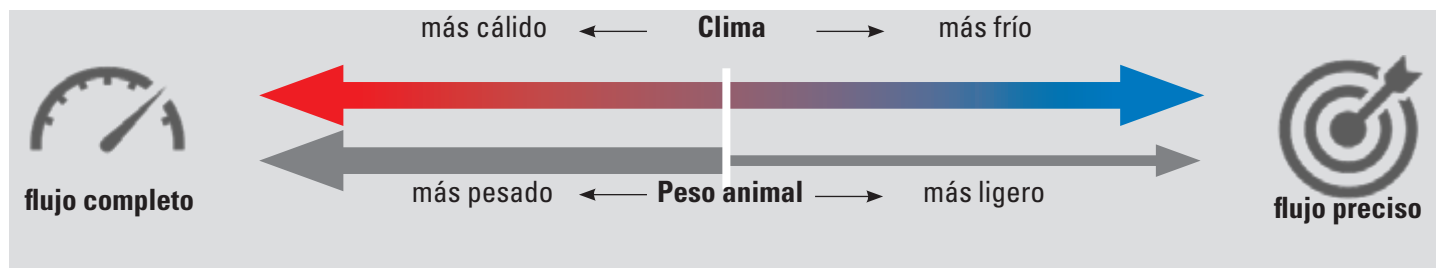 más cálido Clima más frío
flujo completo
más pesado Peso animal más ligero
flujo preciso